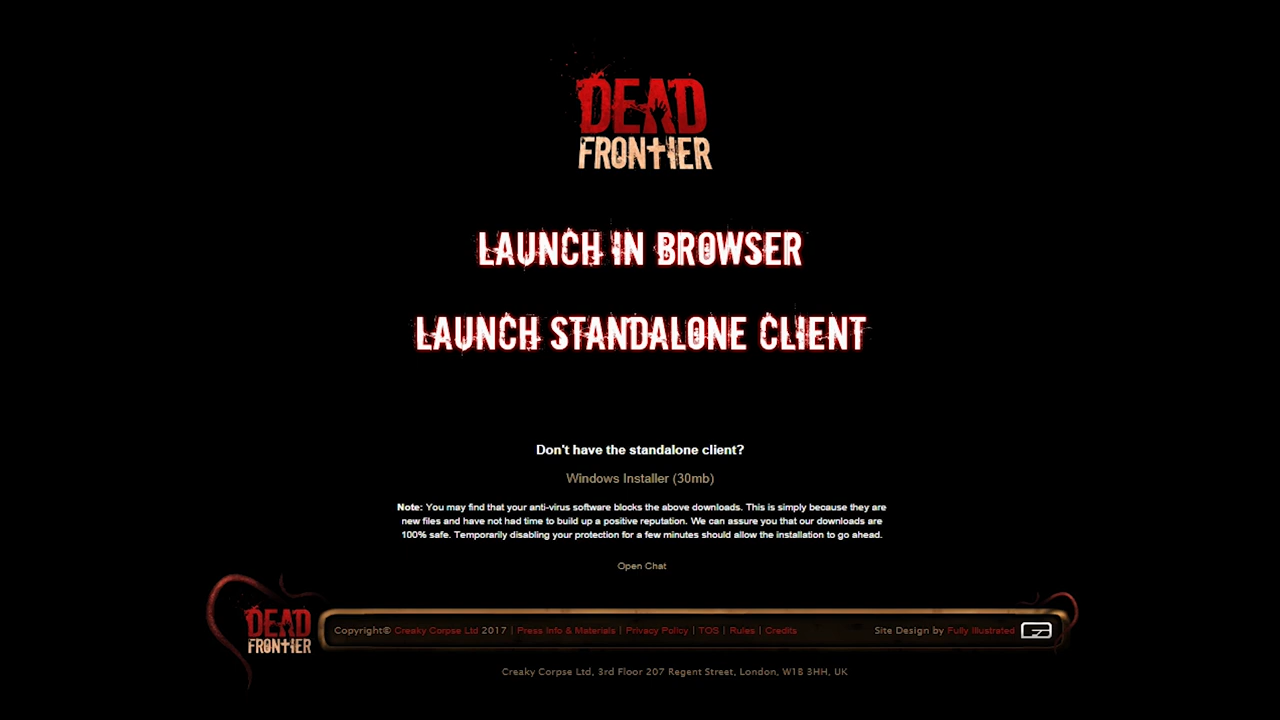 DEAD
FRONTIER
LAUNCH IN BROWSER
LAUNCH STANDALONE CLIENT
Don't have the standalone client?
Windows Installer (30mb)
Note: You may find that your anti-virus software blocks the above downloads. This is simply because they are
new files and have not had time to build up a positive reputation. We can assure you that our downloads are
100% safe. Temporarily disabling your protection for a few minutes should allow the installation to go ahead.
Open Chat
DEAD
FRONTIER
Copyright© Creaky Corpse Ltd 2017 | Press Info & Materials | Privacy Policy | TOS | Rules | Credits
Site Design by Fully Illustrated
Creaky Corpse Ltd, 3rd Floor 207 Regent Street, London, W1B 3HH, UK